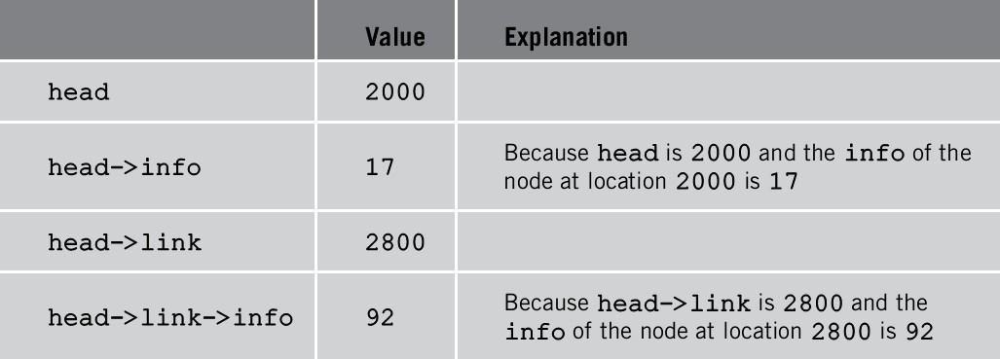 Value Explanation
head 2000
head->info 17 Because head is 2000 and the info of the
node at location 2000 is 17
head->link 2800
head->link->info 92 Because head->link is 2800 and the
info of the node at location 2800 is 92